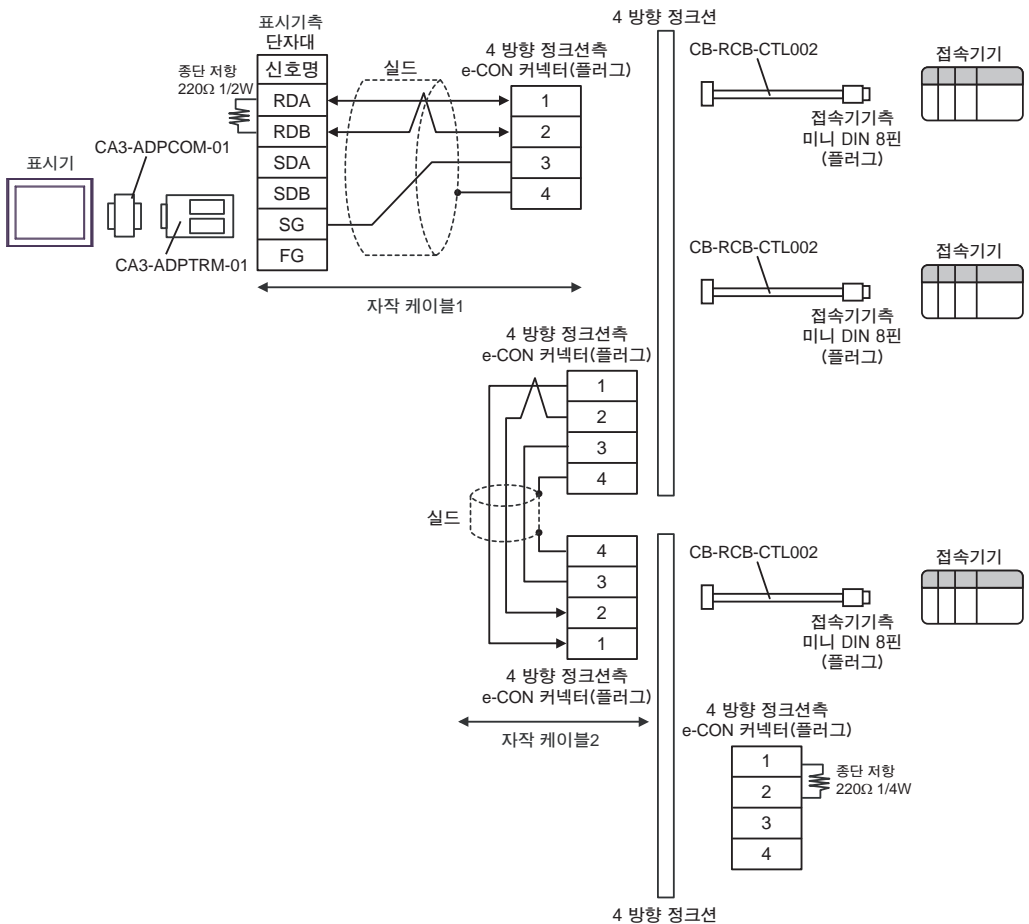 4 방향 정크션
표시기측
단자대
신호명
RDA
RDB
SDA
SDB
SG
FG
종단 저항
220Ω 1/2W
표시기
CA3-ADPCOM-01
CA3-ADPTRM-01
실드
4 방향 정크션측
e-CON 커넥터(플러그)
1
2
3
4
자작 케이블1
CB-RCB-CTL002
접속기기측
미니 DIN 8핀
(플러그)
접속기기
CB-RCB-CTL002
접속기기측
미니 DIN 8핀
(플러그)
접속기기
4 방향 정크션측
e-CON 커넥터(플러그)
1
2
3
4
실드
4
3
2
1
4 방향 정크션측
e-CON 커넥터(플러그)
자작 케이블2
CB-RCB-CTL002
접속기기측
미니 DIN 8핀
(플러그)
접속기기
4 방향 정크션측
e-CON 커넥터(플러그)
1
2
3
4
종단 저항
220Ω 1/4W
4 방향 정크션